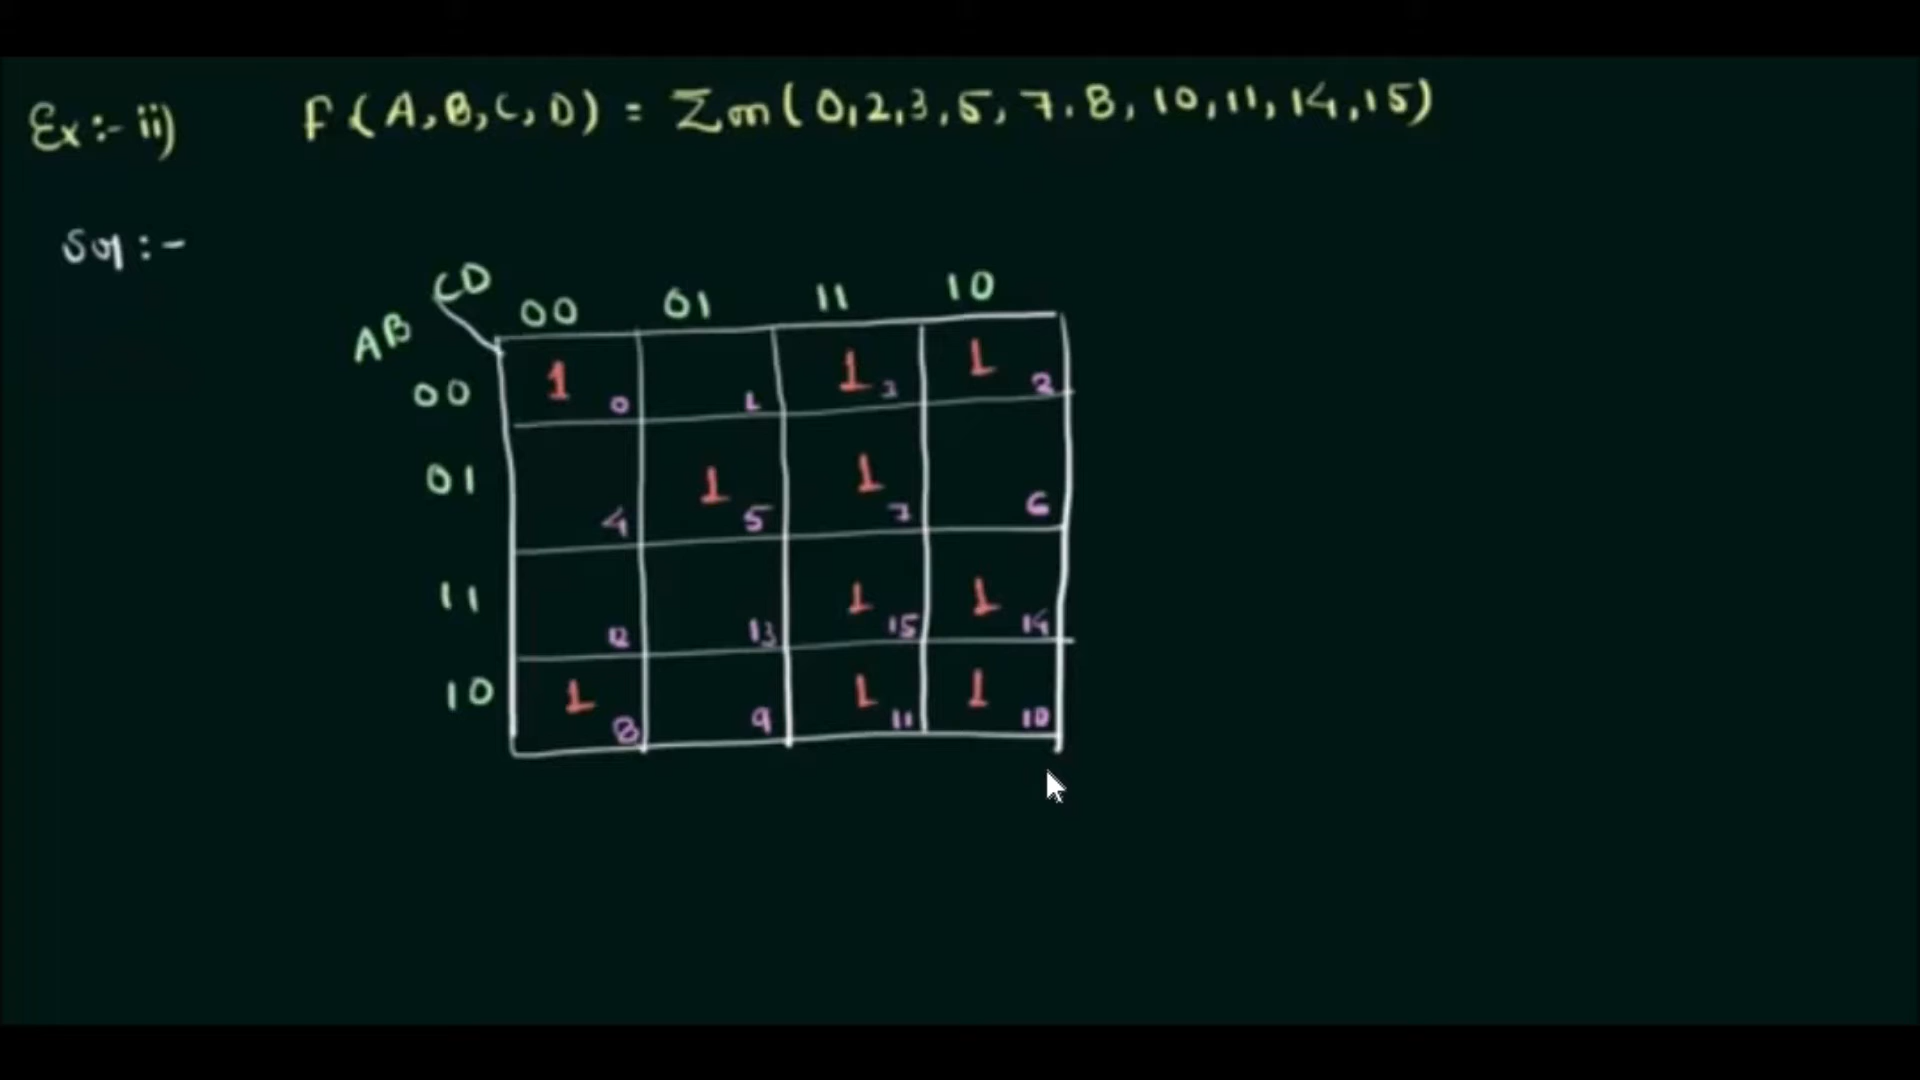 Ex:- ii) F(A,B,C,D) = Σm(0,2,3,5,7.8,10,11,14,15)
Sol:-
CD
AB
00 01 11 10
00 1 0 1 1 3 1 2
01 4 1 5 1 7 6
11 12 13 1 15 1 14
10 1 8 9 1 11 1 10